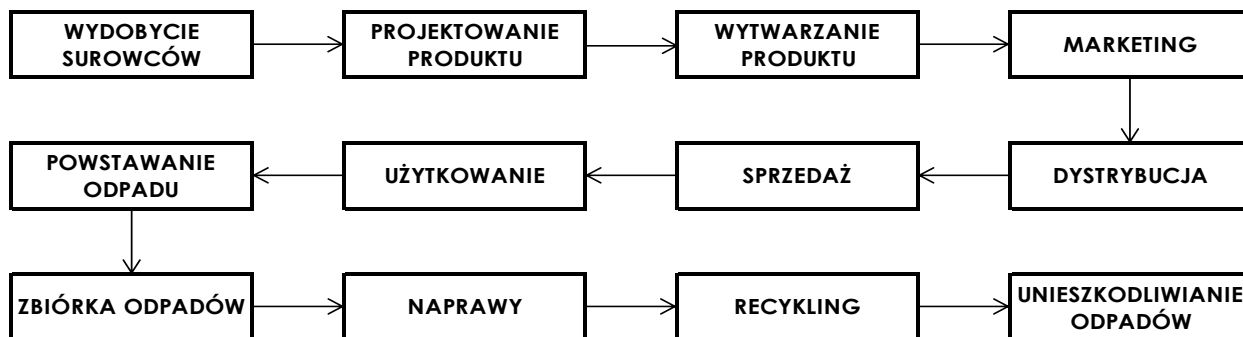 WYDOBYCIE
SUROWCÓW
PROJEKTOWANIE
PRODUKTU
WYTWARZANIE
PRODUKTU
MARKETING
DYSTRYBUCJA
SPRZEDAŻ
UŻYTKOWANIE
POWSTAWANIE
ODPADU
ZBIÓRKA ODPADÓW
NAPRAWY
RECYKLING
UNIESZKODLIWIANIE
ODPADÓW